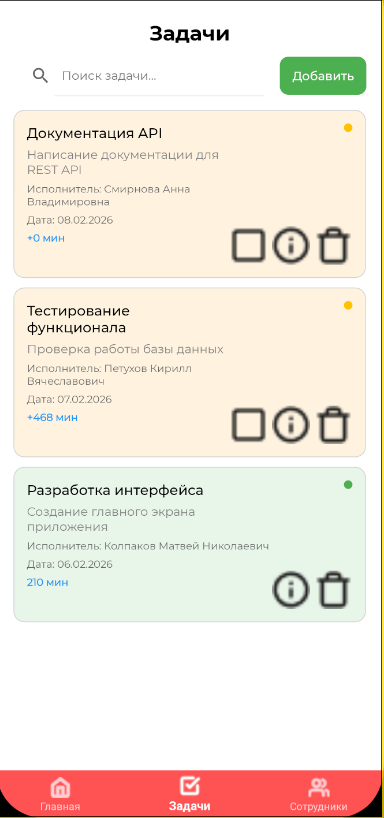 Задачи
Поиск задачи...
Добавить
Документация API
Написание документации для
REST API
Исполнитель: Смирнова Анна
Владимировна
Дата: 08.02.2026
+0 мин
Тестирование
функционала
Проверка работы базы данных
Исполнитель: Петухов Кирилл
Вячеславович
Дата: 07.02.2026
+468 мин
Разработка интерфейса
Создание главного экрана
приложения
Исполнитель: Колпаков Матвей Николаевич
Дата: 06.02.2026
210 мин
Главная
Задачи
Сотрудники